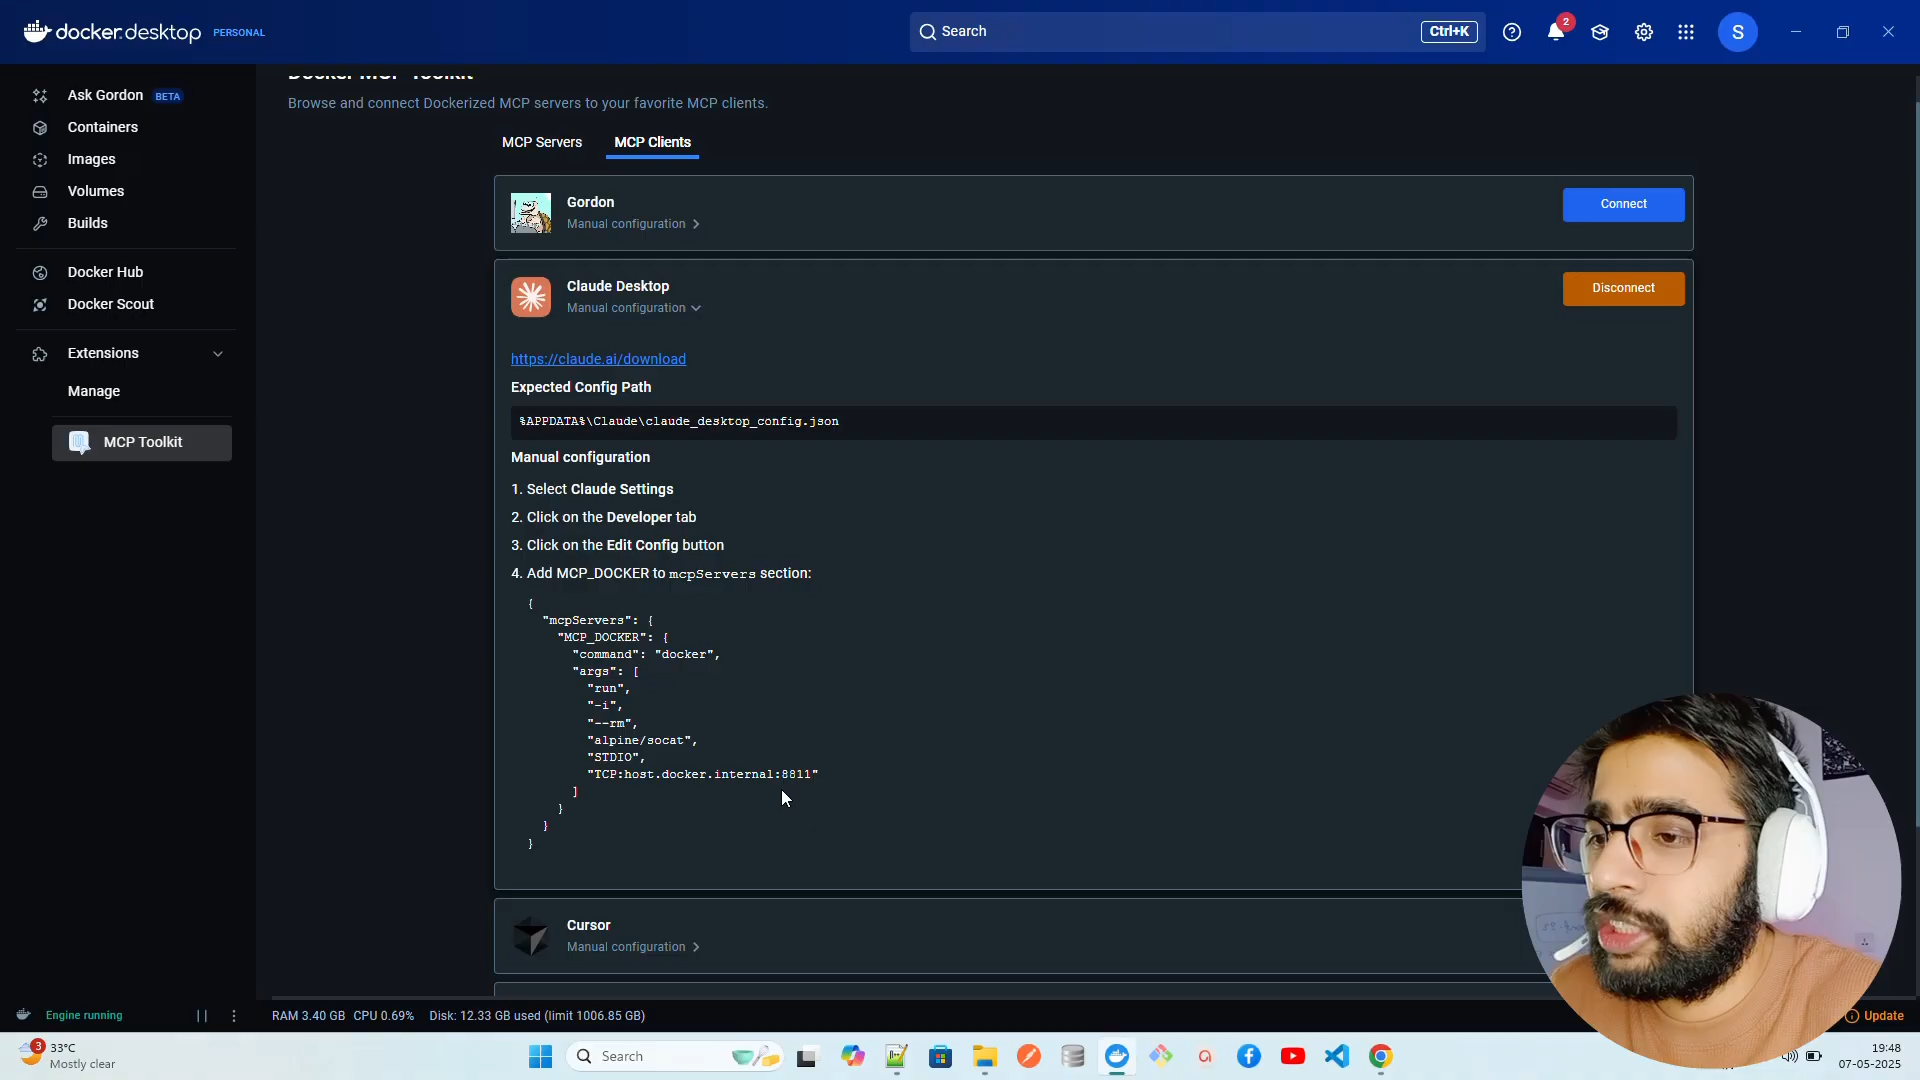 docker.desktop PERSONAL
Search
Ctrl+K
2
S
Ask Gordon BETA
Containers
Images
Volumes
Builds
Docker Hub
Docker Scout
Extensions
Manage
MCP Toolkit
Docker MCP Toolkit
Browse and connect Dockerized MCP servers to your favorite MCP clients.
MCP Servers
MCP Clients
Gordon
Manual configuration
Connect
Claude Desktop
Manual configuration
Disconnect
https://claude.ai/download
Expected Config Path
%APPDATA%\Claude\claude_desktop_config.json
Manual configuration
1. Select Claude Settings
2. Click on the Developer tab
3. Click on the Edit Config button
4. Add MCP_DOCKER to mcpServers section:
{
"mcpServers": {
"MCP_DOCKER": {
"command": "docker",
"args": [
"run",
"-i",
"--rm",
"alpine/socat",
"STDIO",
"TCP:host.docker.internal:8811"
]
}
}
}
Cursor
Manual configuration
Engine running
RAM 3.40 GB CPU 0.69% Disk: 12.33 GB used (limit 1006.85 GB)
Update
3
33°C
Mostly clear
Search
19:48
07-05-2025